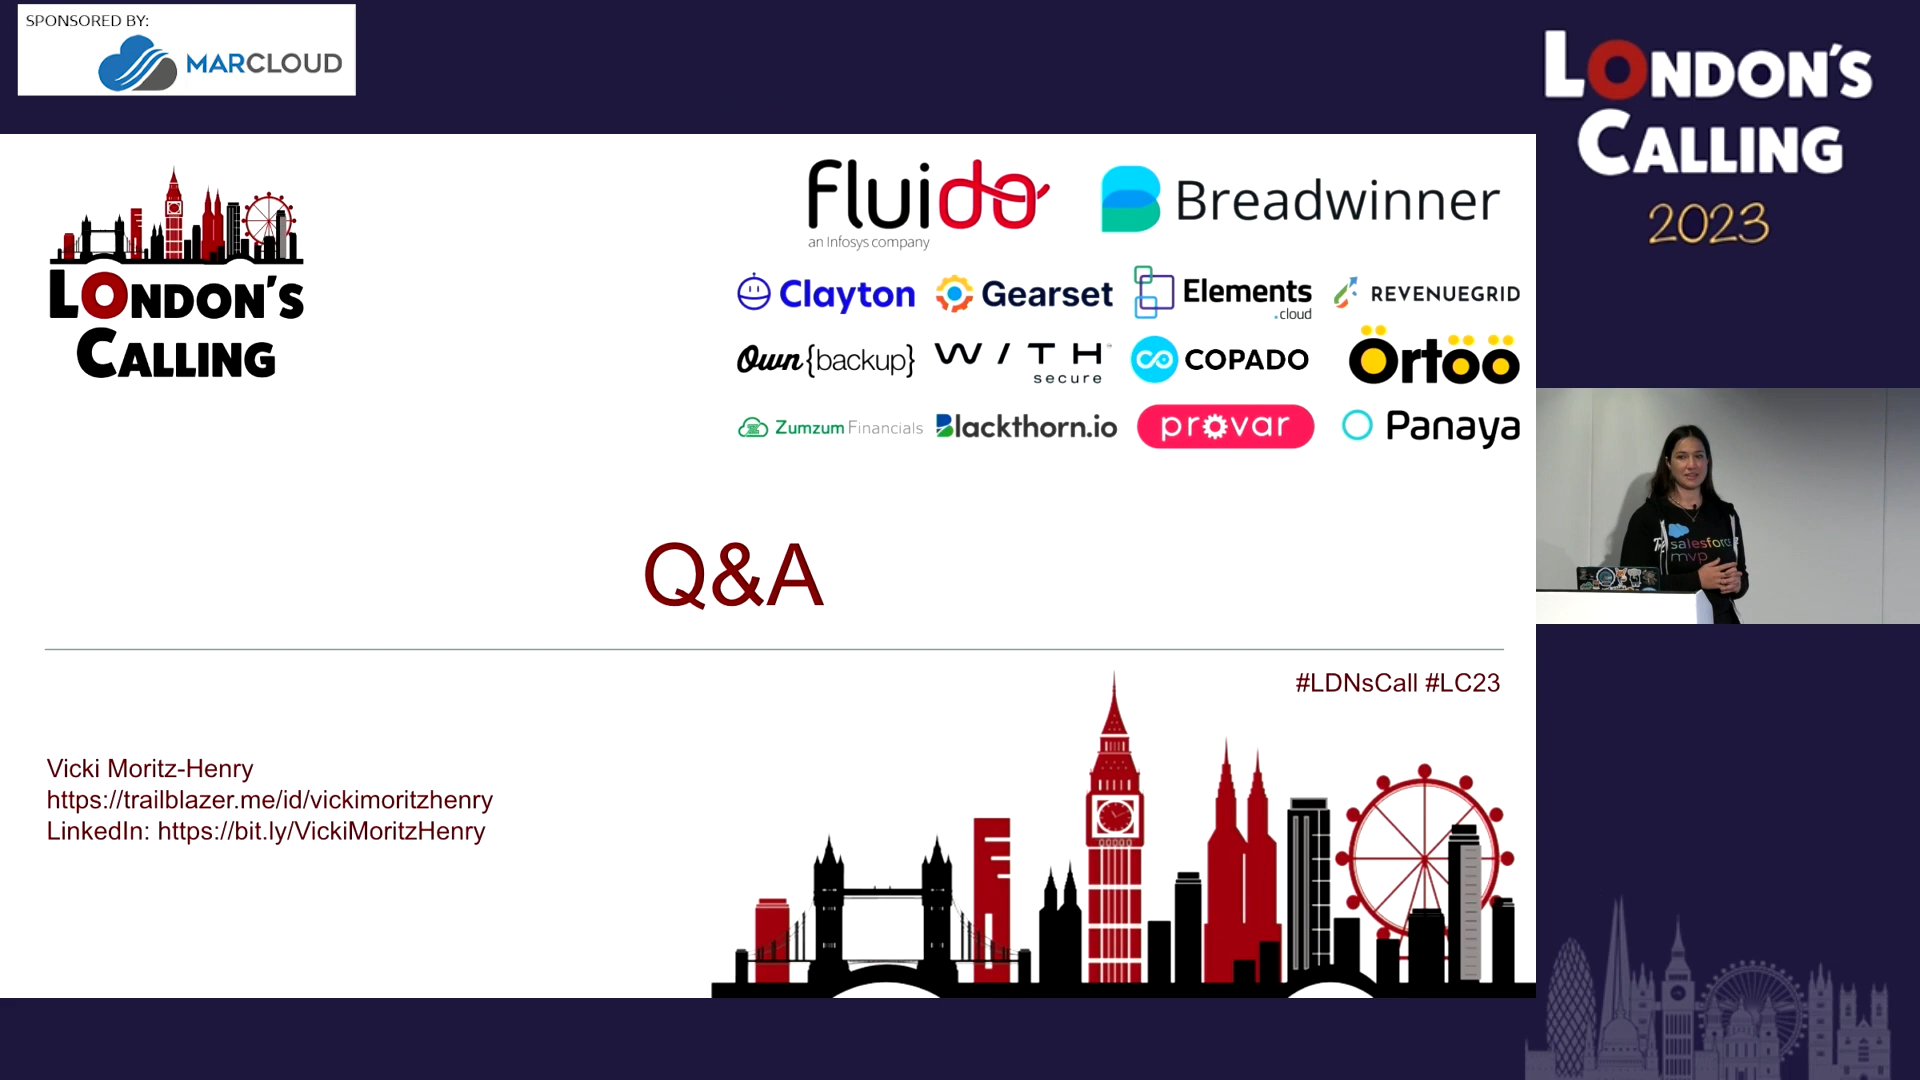 SPONSORED BY:
MARCLOUD
LONDON'S
CALLING
2023
LONDON'S
CALLING
fluido
an Infosys company
Breadwinner
Clayton
Gearset
Elements
.cloud
REVENUEGRID
Own{backup}
W/TH
secure
COPADO
Ortöö
Zumzum Financials
Blackthorn.io
provar
Panaya
salesforce
mvp
Q&A
#LDNsCall #LC23
Vicki Moritz-Henry
https://trailblazer.me/id/vickimoritzhenry
LinkedIn: https://bit.ly/VickiMoritzHenry